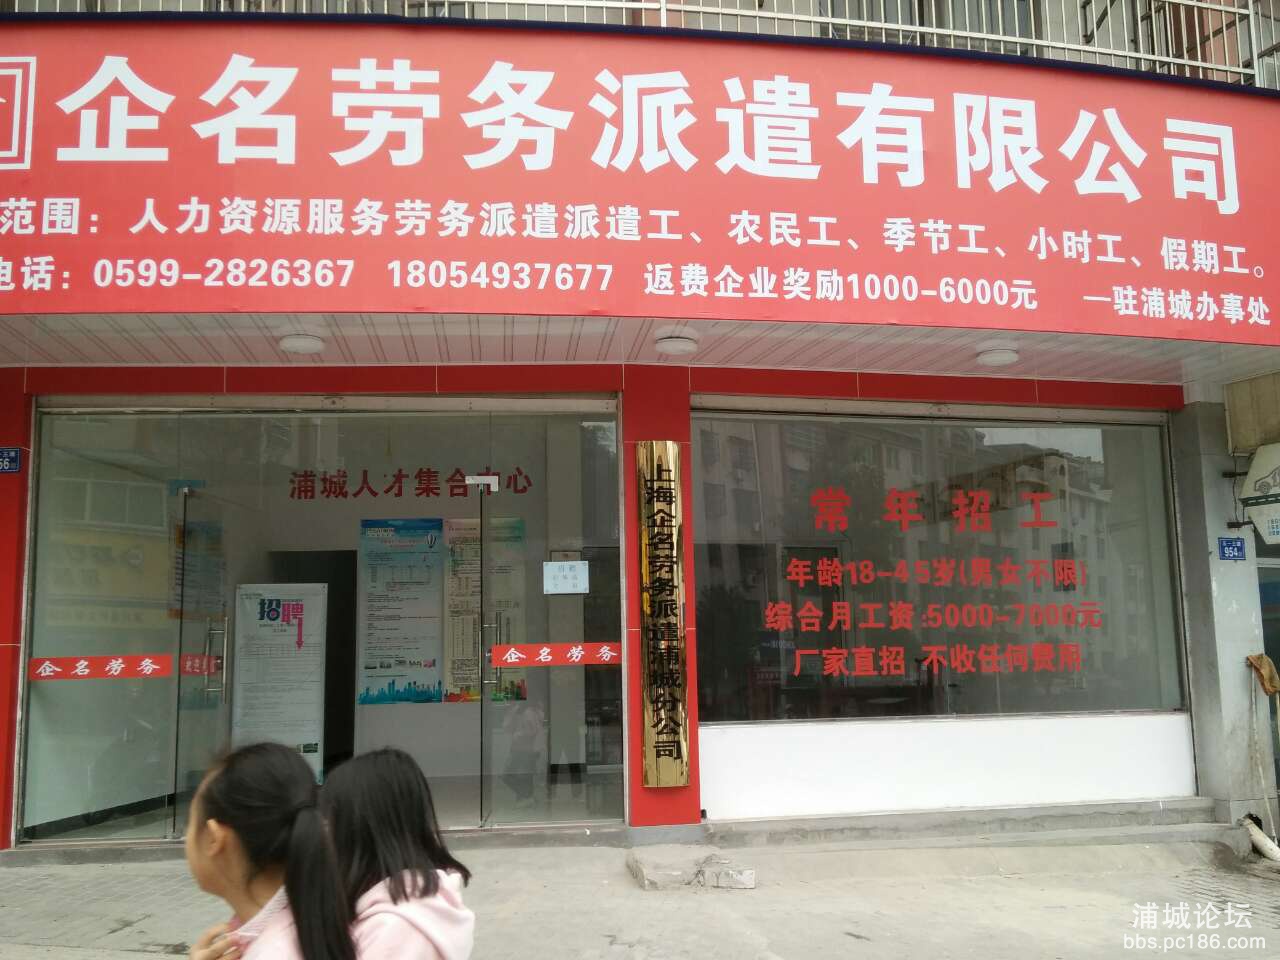 企名劳务派遣有限公司
范围：人力资源服务劳务派遣派遣工、农民工、季节工、小时工、假期工。
电话：0599-2826367 18054937677 返费企业奖励1000-6000元 —驻浦城办事处
浦城人才集合中心
上海企名劳务派遣浦城分公司
常年招工
年龄18-45岁(男女不限)
综合月工资:5000-7000元
厂家直招 不收任何费用
招聘
企名劳务
企名劳务
954
浦城论坛
bbs.pc186.com